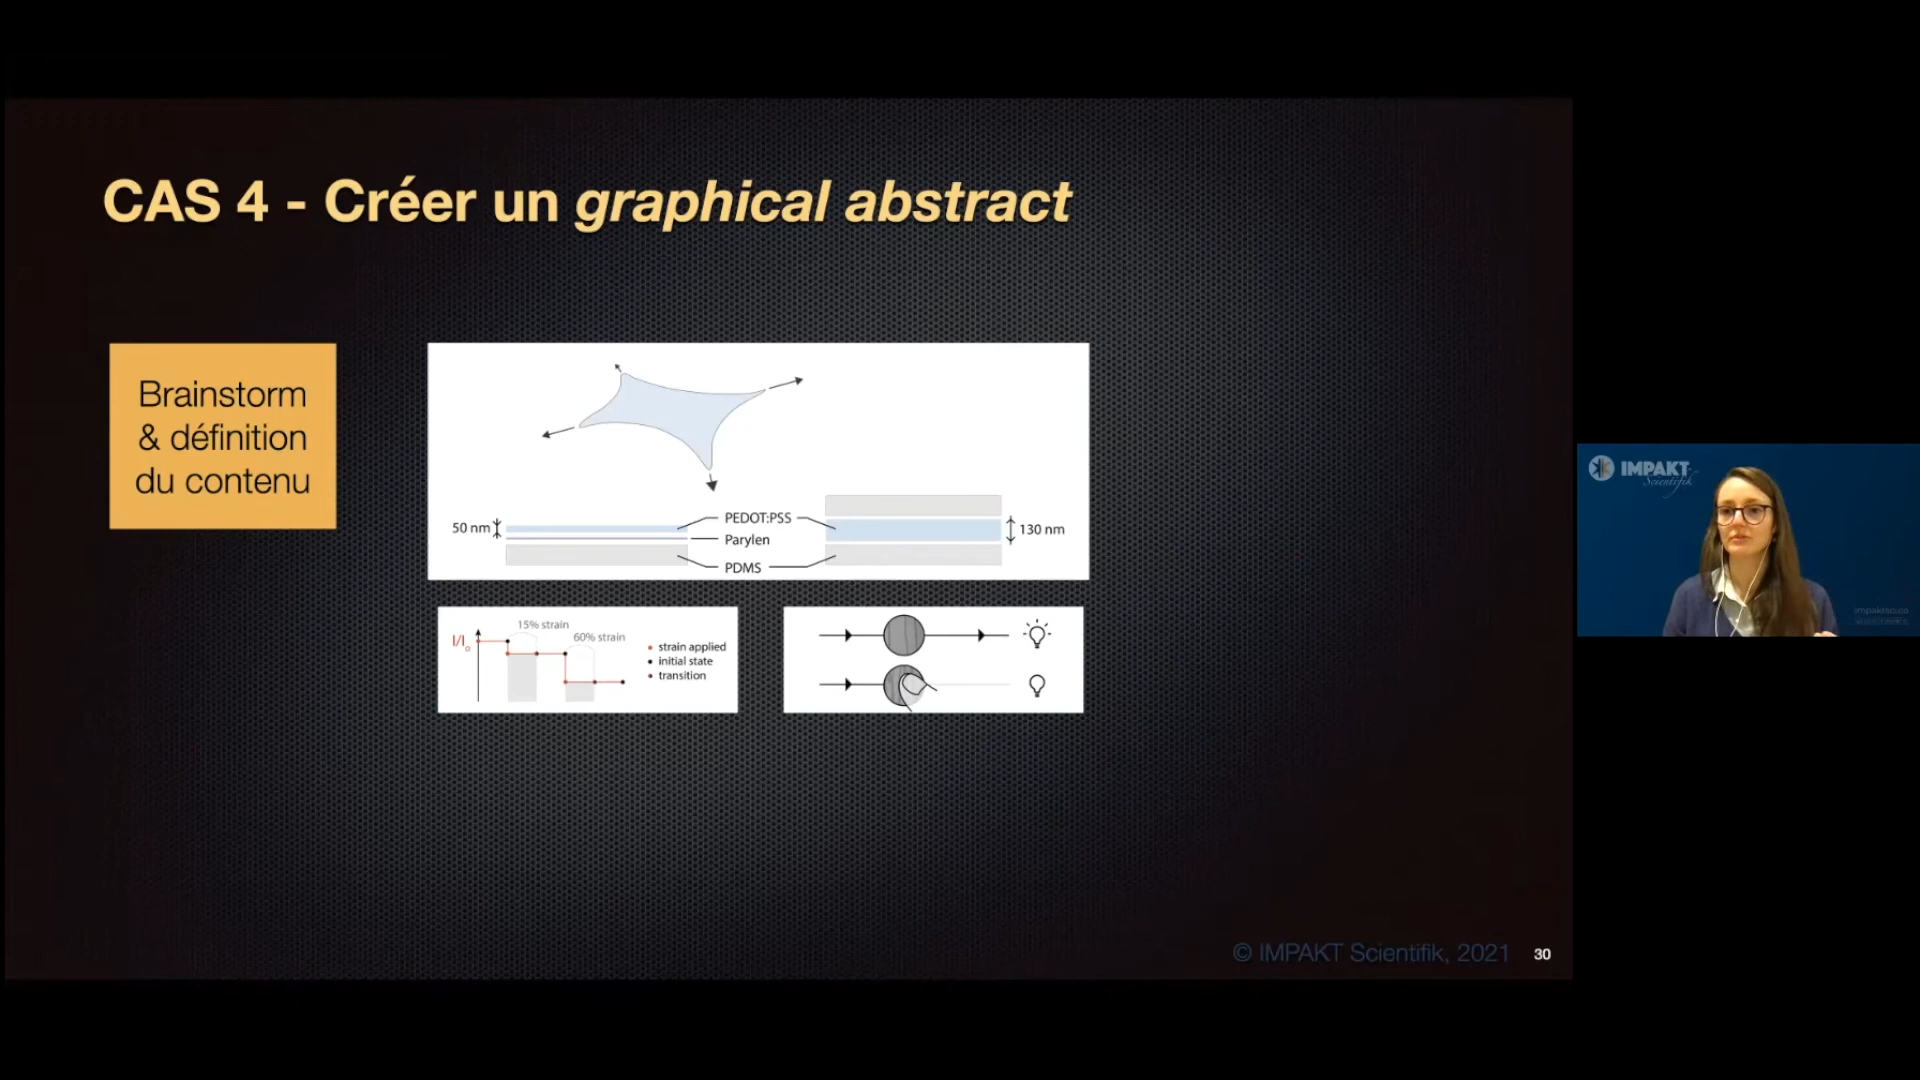 CAS 4 - Créer un graphical abstract
Brainstorm
& définition
du contenu
50 nm
PEDOT:PSS
Parylen
PDMS
130 nm
I/I₀
15% strain
60% strain
strain applied
initial state
transition
IMPAKT
Scientifik
© IMPAKT Scientifik, 2021
30